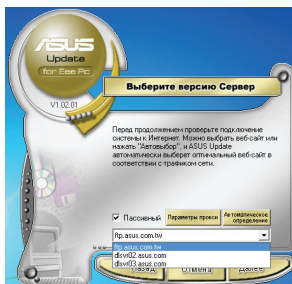 ASUS
Update
for Eee Pc
V1.02.01
Выберите версию Сервер
Перед продолжением проверьте подключение
системы к Интернет. Можно выбрать веб-сайт или
нажать "Автовыбор", и ASUS Update
автоматически выберет оптимальный веб-сайт в
соответствии с трафиком сети.
Пассивный
Параметры прокси
Автоматическое
определение
ftp.asus.com.tw
ftp.asus.com.tw
dlsvr02.asus.com
dlsvr03.asus.com
Назад
Отмена
Далее